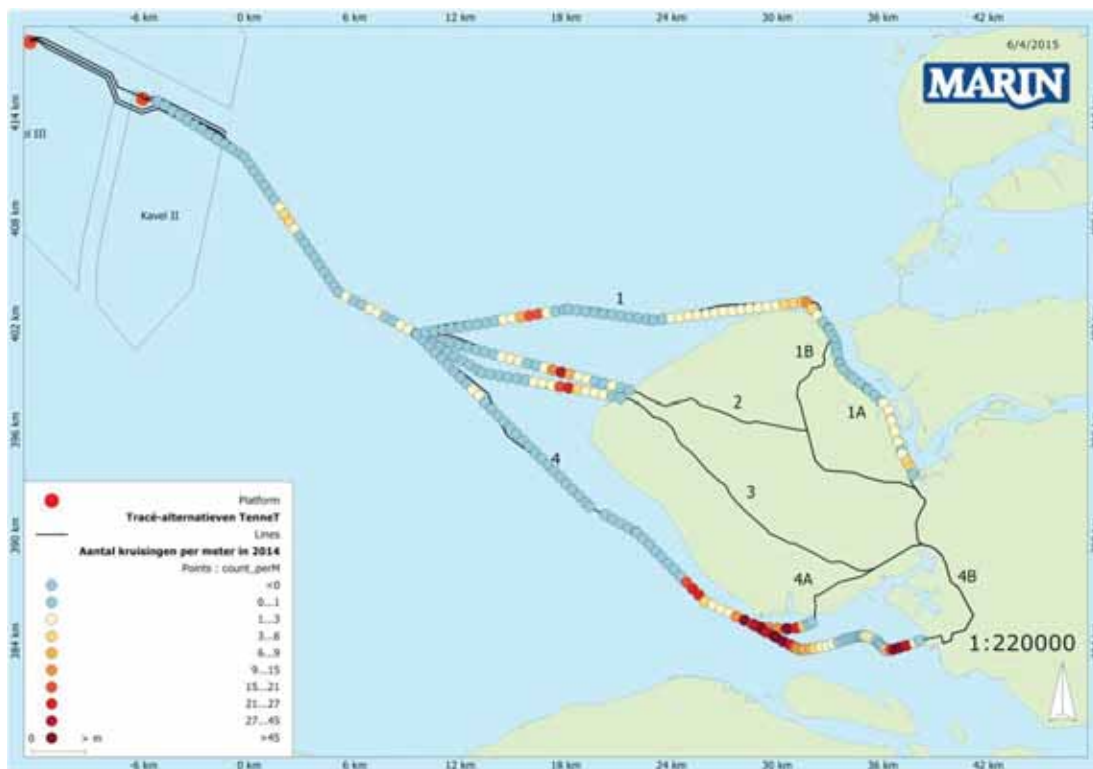 -6 km 0 km 6 km 12 km 18 km 24 km 30 km 36 km 42 km
6/4/2015
MARIN
414 km
III
Kavel II
408 km
1
402 km
1B
2
1A
396 km
4
3
390 km
4A
4B
384 km
1:220000
Platform
Tracé-alternatieven TenneT
Lines
Aantal kruisingen per meter in 2014
Points : count_perM
<0
0...1
1...3
3...6
6...9
9...15
15...21
21...27
27...45
>45
0 > m
-6 km 0 km 6 km 12 km 18 km 24 km 30 km 36 km 42 km